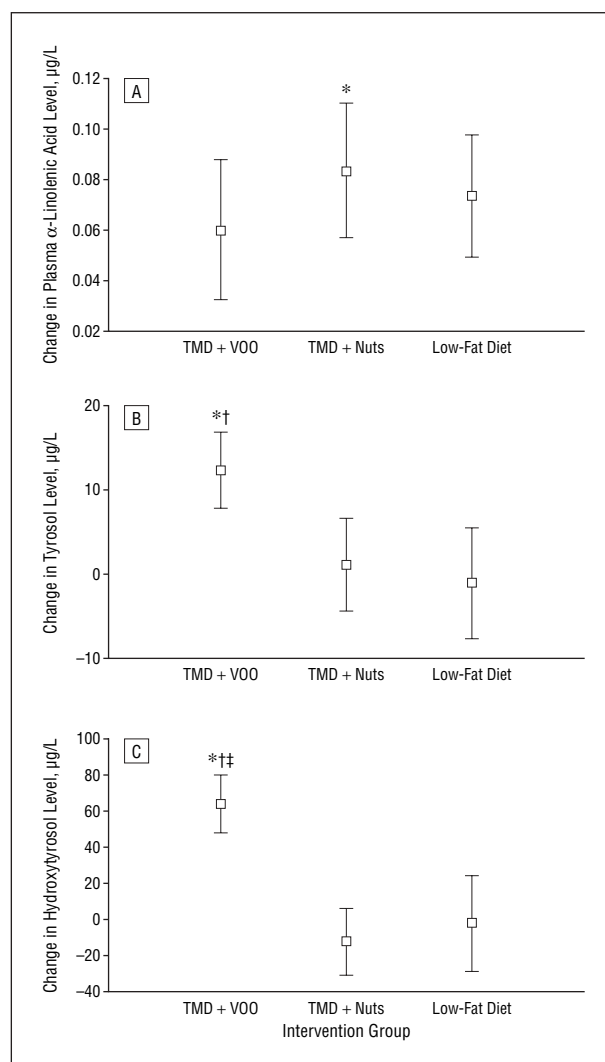 A
Change in Plasma α-Linolenic Acid Level, µg/L
0.12
0.10
0.08
0.06
0.04
0.02
*
TMD + VOO TMD + Nuts Low-Fat Diet
B
Change in Tyrosol Level, µg/L
20
10
0
–10
*†
TMD + VOO TMD + Nuts Low-Fat Diet
C
Change in Hydroxytyrosol Level, µg/L
100
80
60
40
20
0
–20
–40
*†‡
TMD + VOO TMD + Nuts Low-Fat Diet
Intervention Group